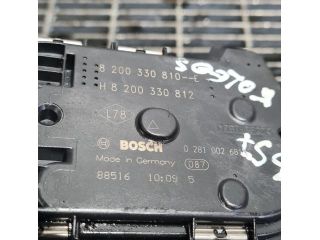 8 200 330 810--E
H 8 200 330 812
L78
BOSCH 0 281 002 68
Made in Germany 087
88516 10:09 5